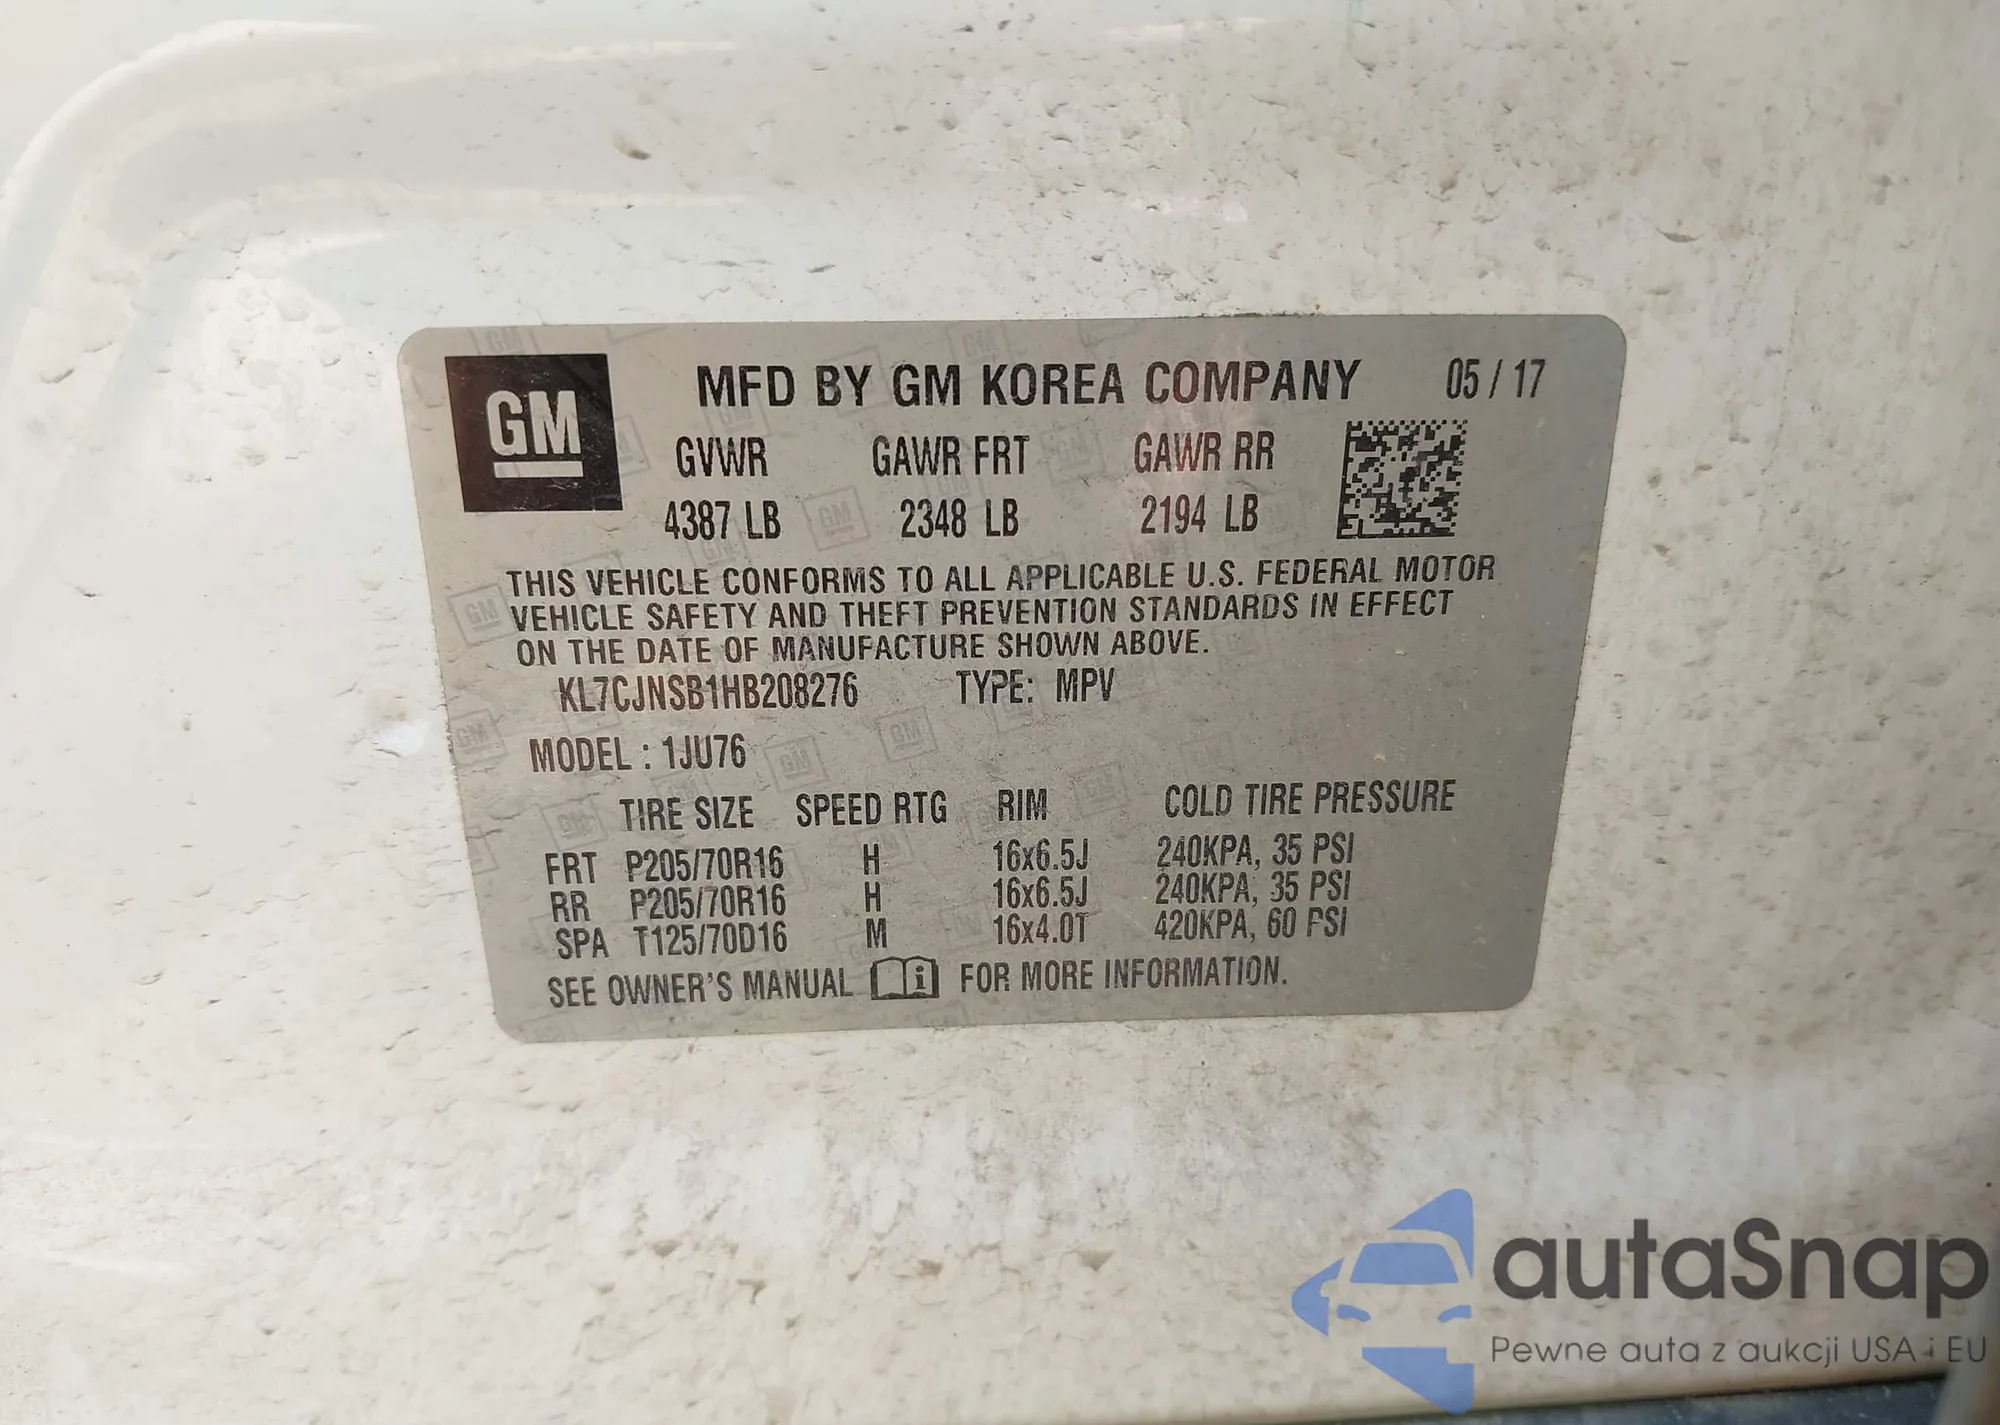 GM
MFD BY GM KOREA COMPANY 05 / 17
GVWR GAWR FRT GAWR RR
4387 LB 2348 LB 2194 LB
THIS VEHICLE CONFORMS TO ALL APPLICABLE U.S. FEDERAL MOTOR
VEHICLE SAFETY AND THEFT PREVENTION STANDARDS IN EFFECT
ON THE DATE OF MANUFACTURE SHOWN ABOVE.
KL7CJNSB1HB208276 TYPE: MPV
MODEL : 1JU76
TIRE SIZE SPEED RTG RIM COLD TIRE PRESSURE
FRT P205/70R16 H 16x6.5J 240KPA, 35 PSI
RR P205/70R16 H 16x6.5J 240KPA, 35 PSI
SPA T125/70D16 M 16x4.0T 420KPA, 60 PSI
SEE OWNER'S MANUAL i FOR MORE INFORMATION.
autaSnap
Pewne auta z aukcji USA i EU